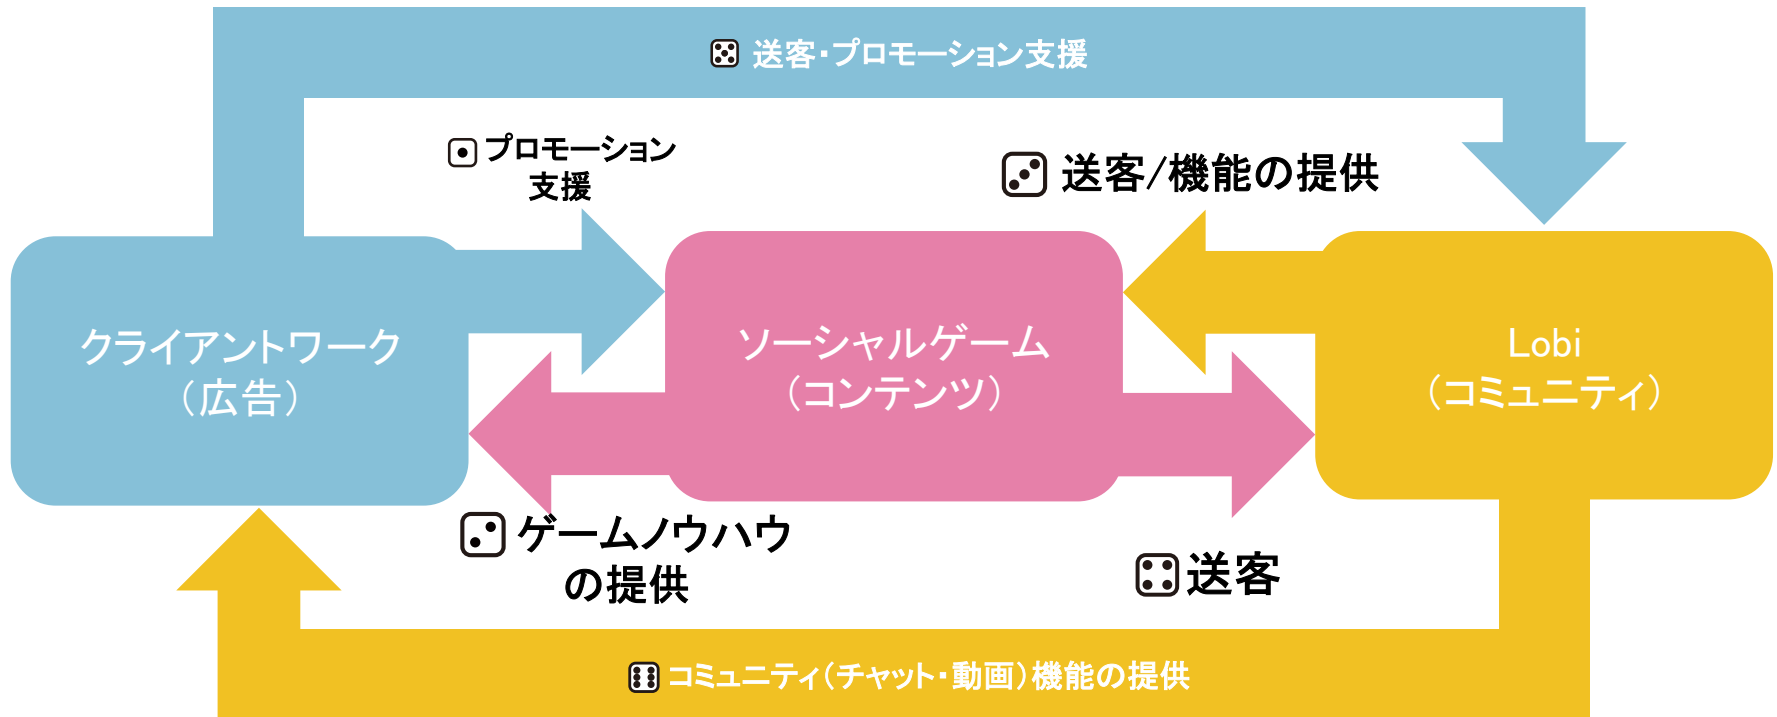 送客・プロモーション支援
プロモーション
支援
送客/機能の提供
クライアントワーク
（広告）
ソーシャルゲーム
（コンテンツ）
Lobi
（コミュニティ）
ゲームノウハウ
の提供
送客
コミュニティ（チャット・動画）機能の提供